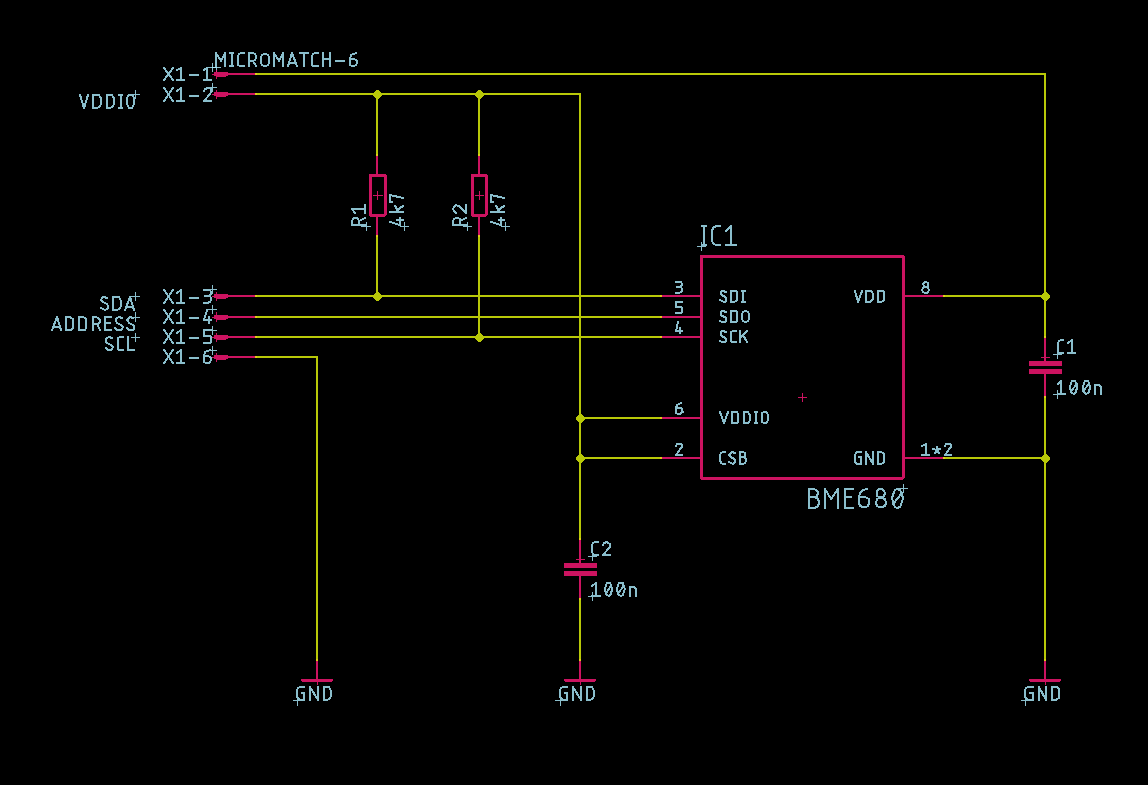 MICROMATCH-6
X1-1
VDDIO X1-2
R1 4k7 R2 4k7
IC1
SDA X1-3 3 SDI VDD 8
ADDRESS X1-4 5 SDO
SCL X1-5 4 SCK
X1-6
C1
100n
6 VDDIO
2 CSB GND 1*2
BME680
C2
100n
GND GND GND